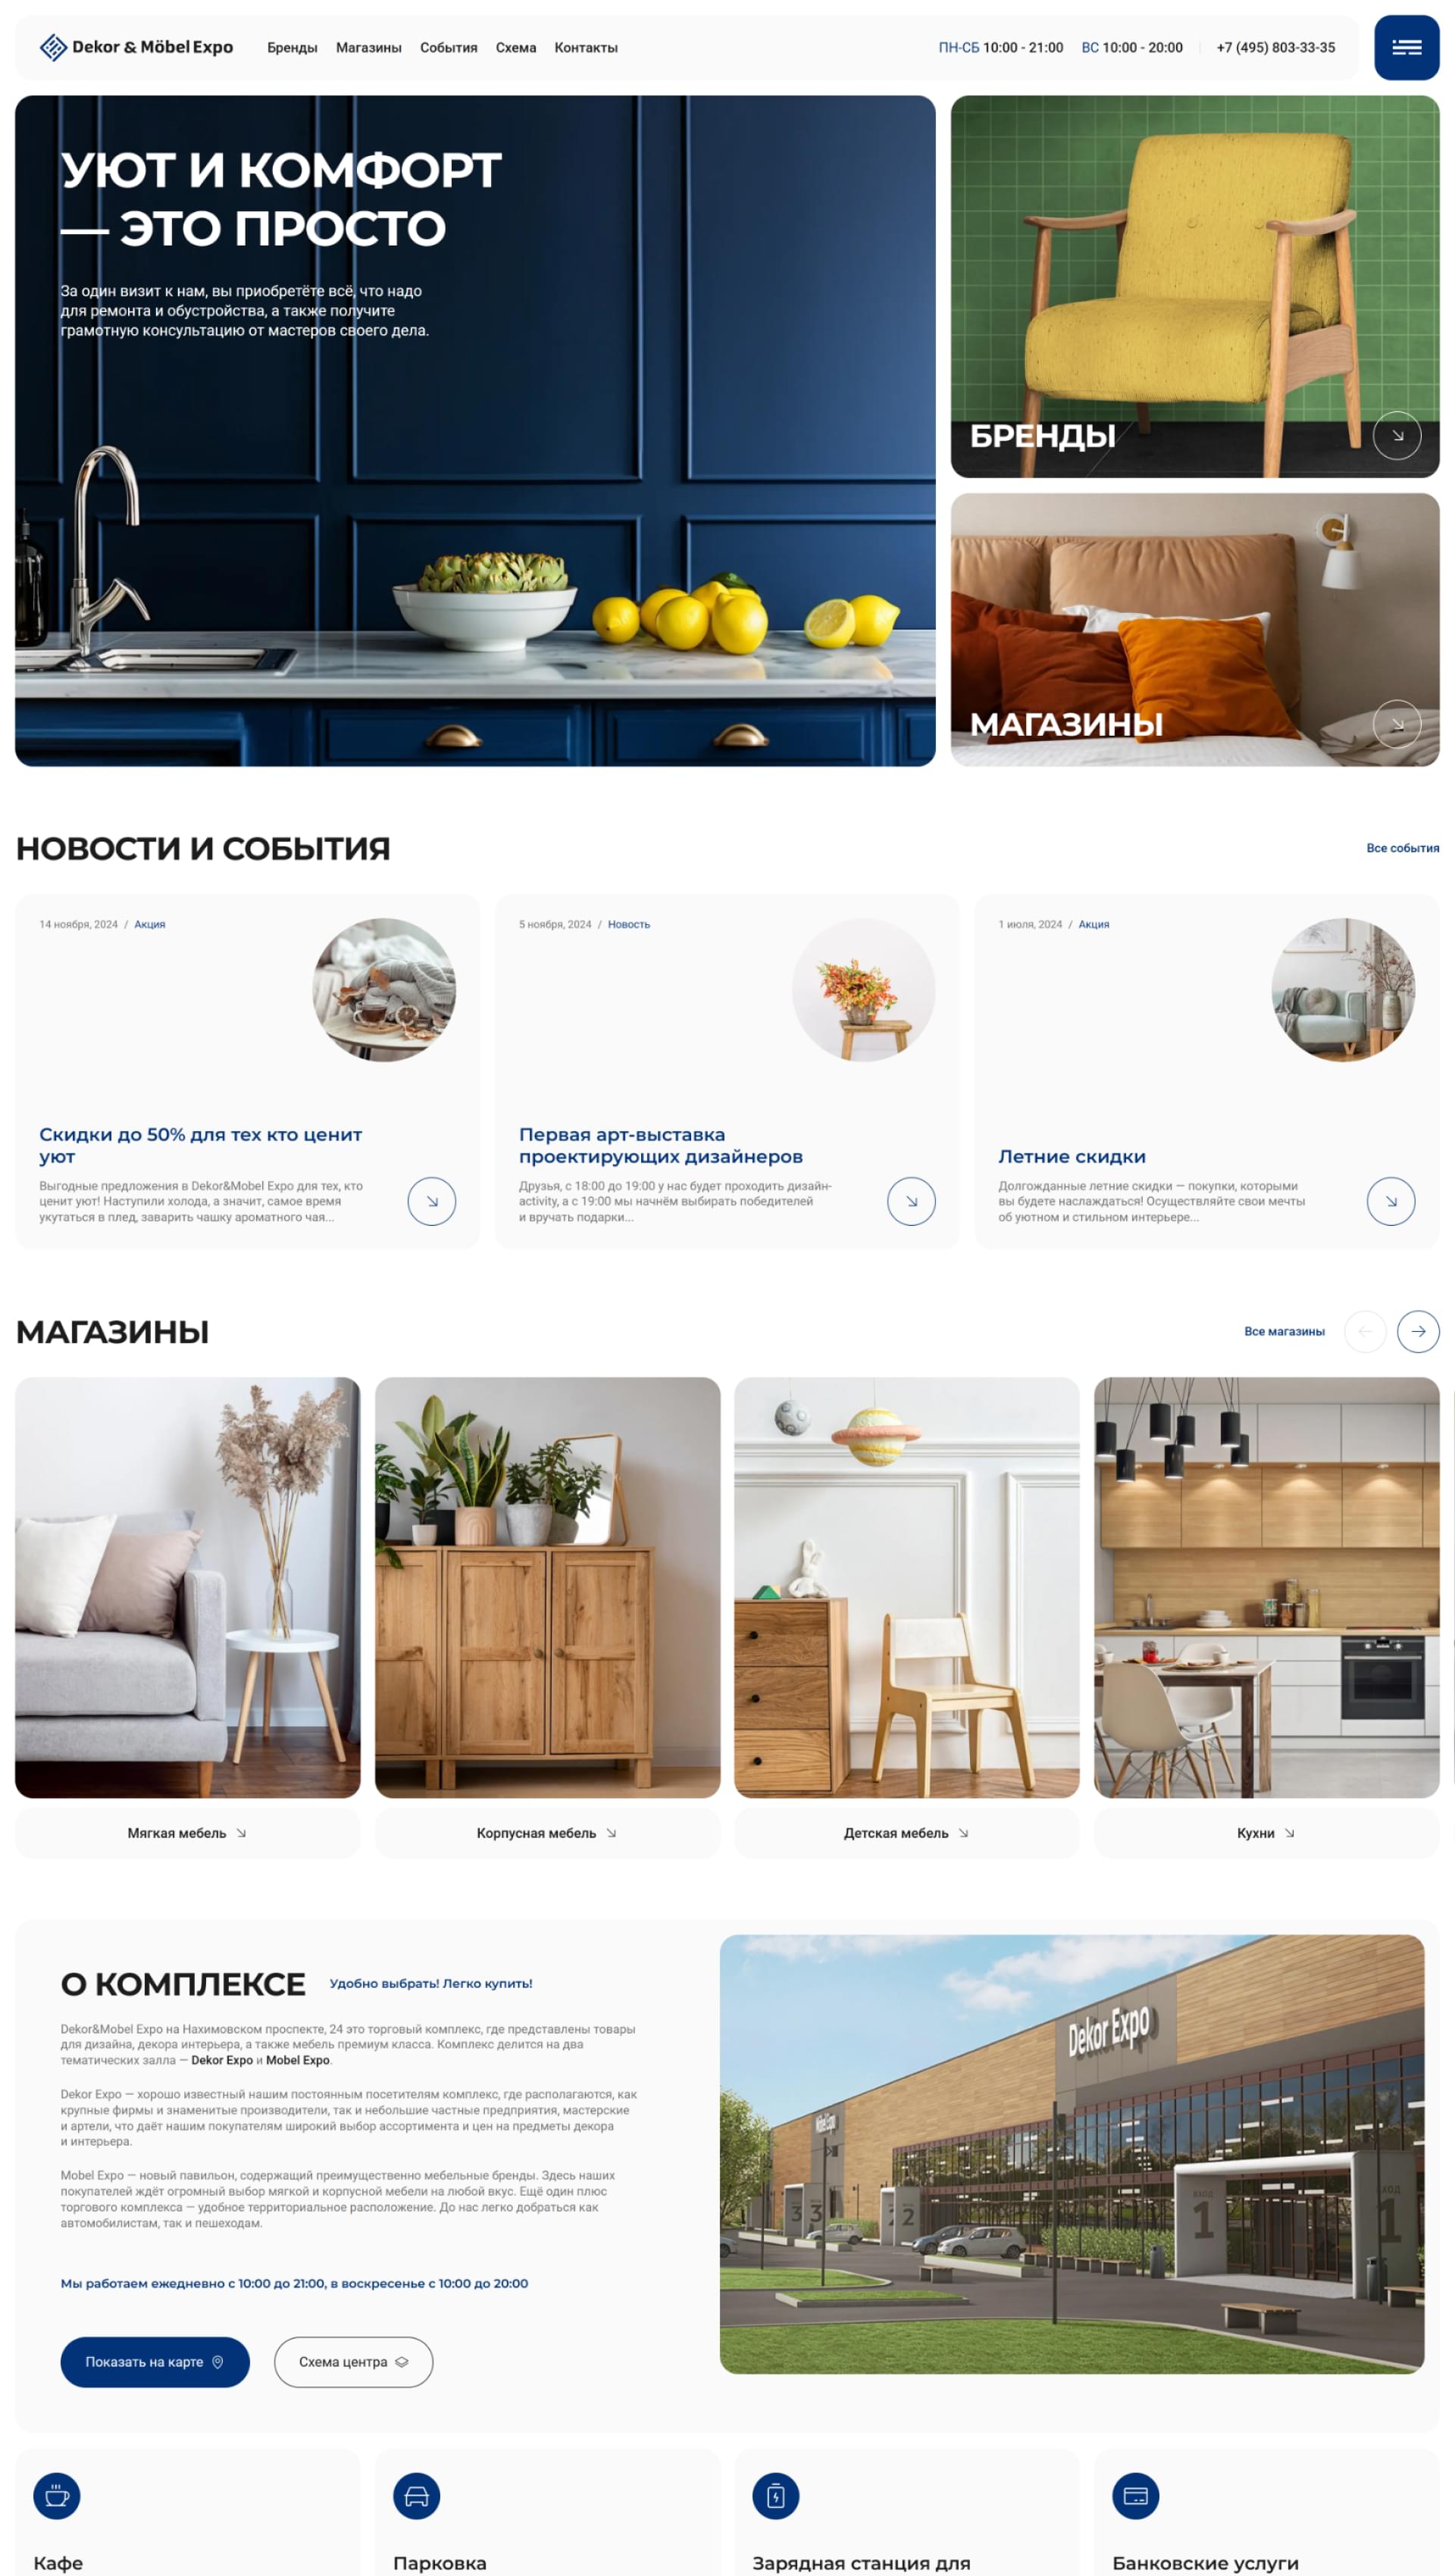 Dekor & Möbel Expo
Бренды Магазины События Схема Контакты
ПН-СБ 10:00 - 21:00 ВС 10:00 - 20:00 +7 (495) 803-33-35
УЮТ И КОМФОРТ
— ЭТО ПРОСТО
За один визит к нам, вы приобретёте всё, что надо
для ремонта и обустройства, а также получите
грамотную консультацию от мастеров своего дела.
БРЕНДЫ
МАГАЗИНЫ
НОВОСТИ И СОБЫТИЯ
Все события
14 ноября, 2024 / Акция
Скидки до 50% для тех кто ценит
уют
Выгодные предложения в Dekor&Mobel Expo для тех, кто
ценит уют! Наступили холода, а значит, самое время
укутаться в плед, заварить чашку ароматного чая...
5 ноября, 2024 / Новость
Первая арт-выставка
проектирующих дизайнеров
Друзья, с 18:00 до 19:00 у нас будет проходить дизайн-
activity, а с 19:00 мы начнём выбирать победителей
и вручать подарки...
1 июля, 2024 / Акция
Летние скидки
Долгожданные летние скидки — покупки, которыми
вы будете наслаждаться! Осуществляйте свои мечты
об уютном и стильном интерьере...
МАГАЗИНЫ
Все магазины
Мягкая мебель
Корпусная мебель
Детская мебель
Кухни
О КОМПЛЕКСЕ
Удобно выбрать! Легко купить!
Dekor&Mobel Expo на Нахимовском проспекте, 24 это торговый комплекс, где представлены товары
для дизайна, декора интерьера, а также мебель премиум класса. Комплекс делится на два
тематических залла — Dekor Expo и Mobel Expo.
Dekor Expo — хорошо известный нашим постоянным посетителям комплекс, где располагаются, как
крупные фирмы и знаменитые производители, так и небольшие частные предприятия, мастерские
и артели, что даёт нашим покупателям широкий выбор ассортимента и цен на предметы декора
и интерьера.
Mobel Expo — новый павильон, содержащий преимущественно мебельные бренды. Здесь наших
покупателей ждёт огромный выбор мягкой и корпусной мебели на любой вкус. Ещё один плюс
торгового комплекса — удобное территориальное расположение. До нас легко добраться как
автомобилистам, так и пешеходам.
Мы работаем ежедневно с 10:00 до 21:00, в воскресенье с 10:00 до 20:00
Показать на карте
Схема центра
Dekor Expo
Mobel Expo
3 3
2 2
ВХОД
1
ВХОД
1
Кафе
Парковка
Зарядная станция для
Банковские услуги